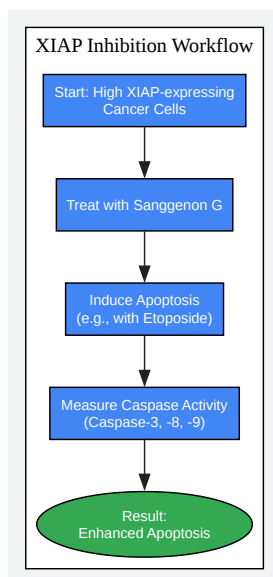 XIAP Inhibition Workflow
Start: High XIAP-expressing
Cancer Cells
Treat with Sanggenon G
Induce Apoptosis
(e.g., with Etoposide)
Measure Caspase Activity
(Caspase-3, -8, -9)
Result:
Enhanced Apoptosis